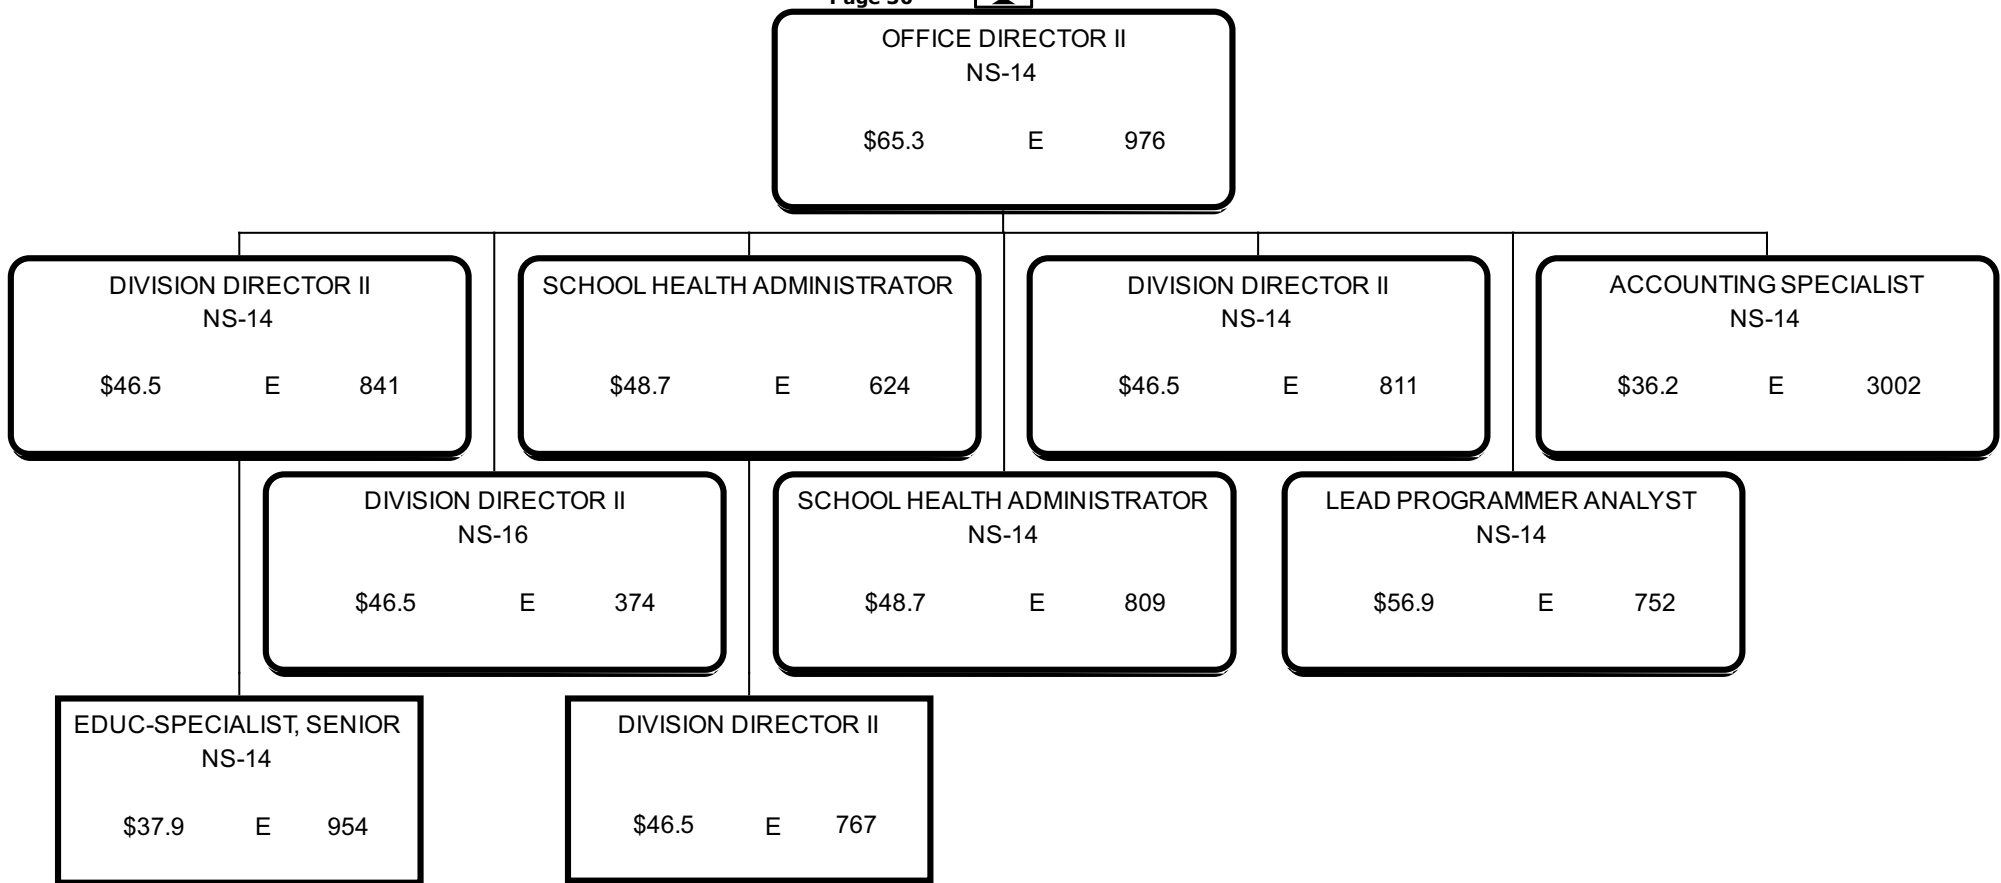 Page 30
OFFICE DIRECTOR II
NS-14
$65.3 E 976
DIVISION DIRECTOR II
NS-14
$46.5 E 841
SCHOOL HEALTH ADMINISTRATOR
$48.7 E 624
DIVISION DIRECTOR II
NS-14
$46.5 E 811
ACCOUNTING SPECIALIST
NS-14
$36.2 E 3002
DIVISION DIRECTOR II
NS-16
$46.5 E 374
SCHOOL HEALTH ADMINISTRATOR
NS-14
$48.7 E 809
LEAD PROGRAMMER ANALYST
NS-14
$56.9 E 752
EDUC-SPECIALIST, SENIOR
NS-14
$37.9 E 954
DIVISION DIRECTOR II
$46.5 E 767